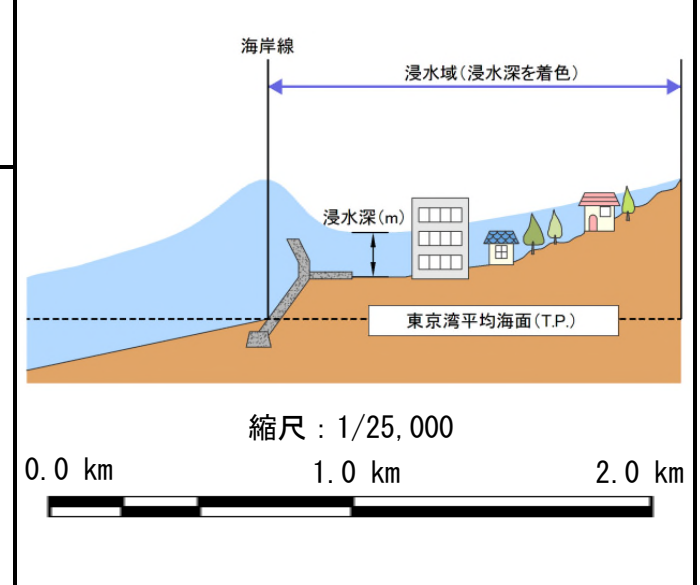 海岸線
浸水域(浸水深を着色)
浸水深(m)
東京湾平均海面(T.P.)
縮尺:1/25,000
0.0 km 1.0 km 2.0 km